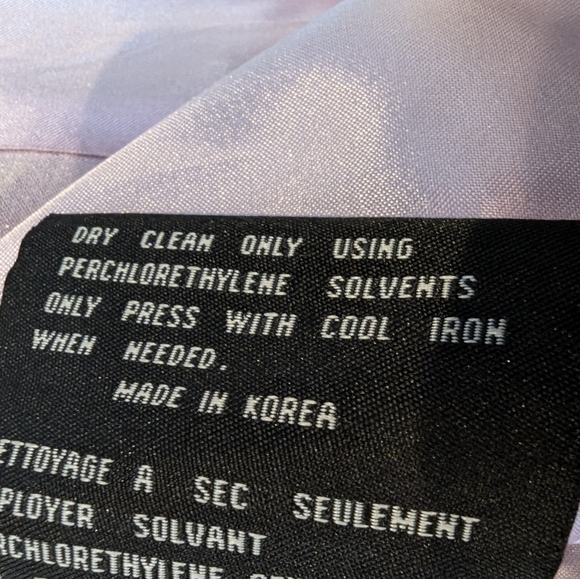 DRY CLEAN ONLY USING
PERCHLORETHYLENE SOLVENTS
ONLY PRESS WITH COOL IRON
WHEN NEEDED.
MADE IN KOREA
ETTOYAGE A SEC SEULEMENT
PLOYER SOLVANT
RCHLORETHYLENE